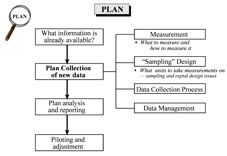 PLAN
PLAN
What information is
already available?
Plan Collection
of new data
Plan analysis
and reporting
Piloting and
adjustment
Measurement
• What to measure and
how to measure it
"Sampling" Design
• What units to take measurements on
– sampling and exptal design issues
Data Collection Process
Data Management